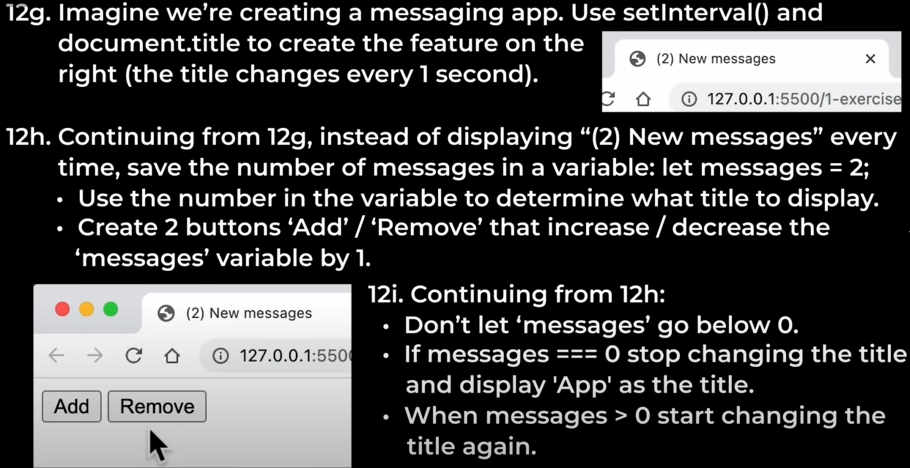 12g. Imagine we're creating a messaging app. Use setInterval() and
document.title to create the feature on the
right (the title changes every 1 second).
(2) New messages
127.0.0.1:5500/1-exercise
12h. Continuing from 12g, instead of displaying "(2) New messages" every
time, save the number of messages in a variable: let messages = 2;
• Use the number in the variable to determine what title to display.
• Create 2 buttons 'Add' / 'Remove' that increase / decrease the
'messages' variable by 1.
(2) New messages
127.0.0.1:5500
Add Remove
12i. Continuing from 12h:
• Don't let 'messages' go below 0.
• If messages === 0 stop changing the title
and display 'App' as the title.
• When messages > 0 start changing the
title again.